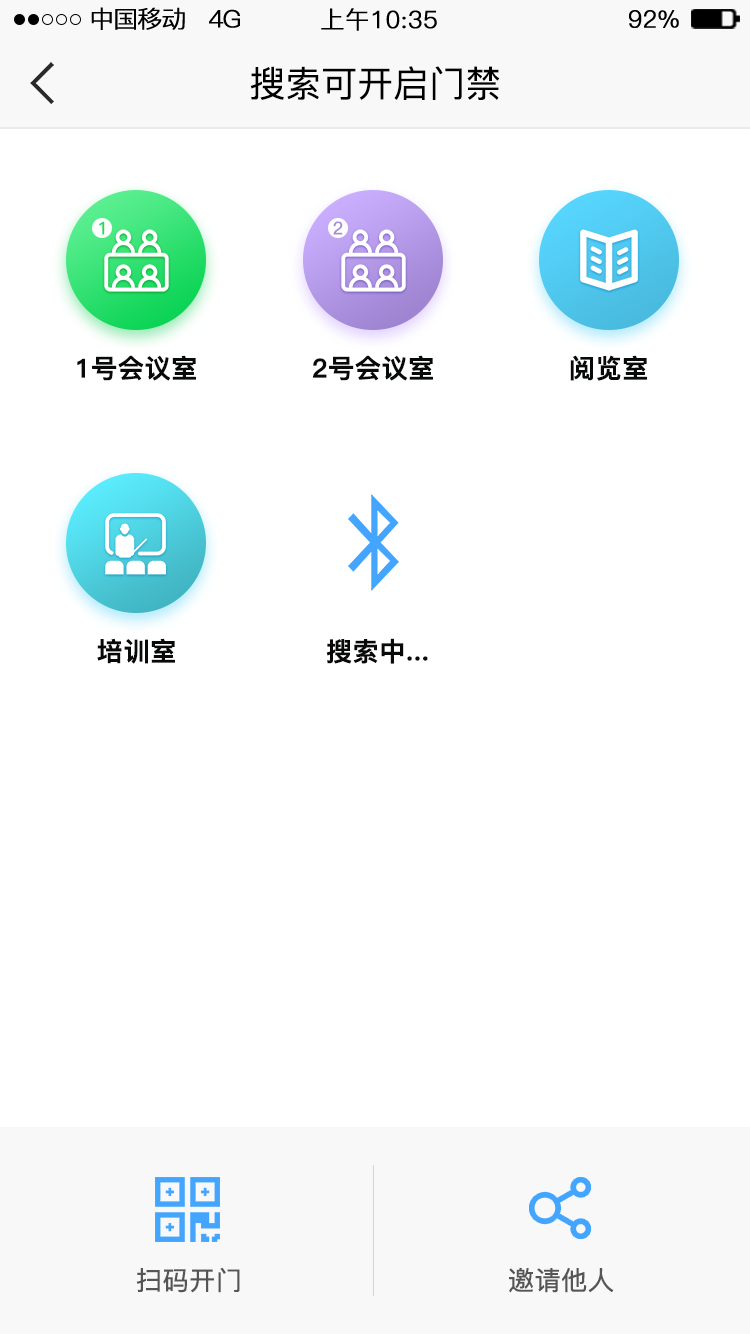 中国移动 4G 上午10:35 92%
搜索可开启门禁
1 2
1号会议室 2号会议室 阅览室
培训室 搜索中...
扫码开门 邀请他人